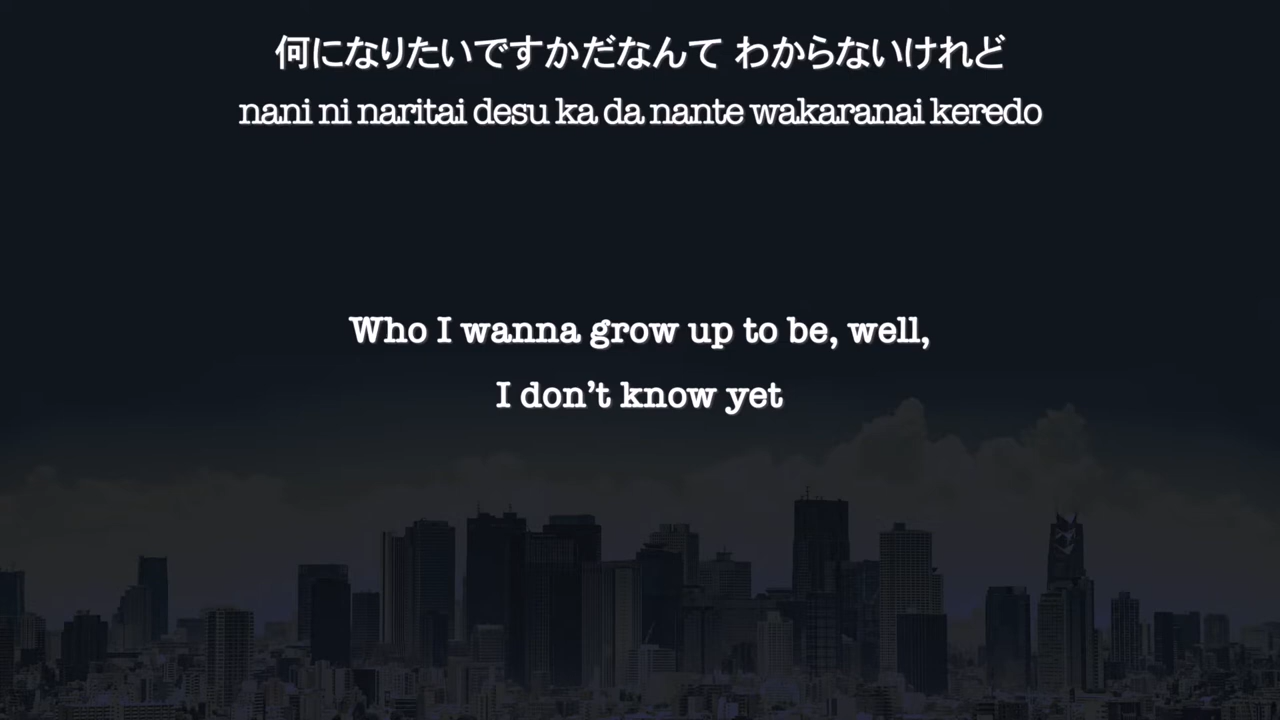 何になりたいですかだなんて わからないけれど
nani ni naritai desu ka da nante wakaranai keredo
Who I wanna grow up to be, well,
I don't know yet